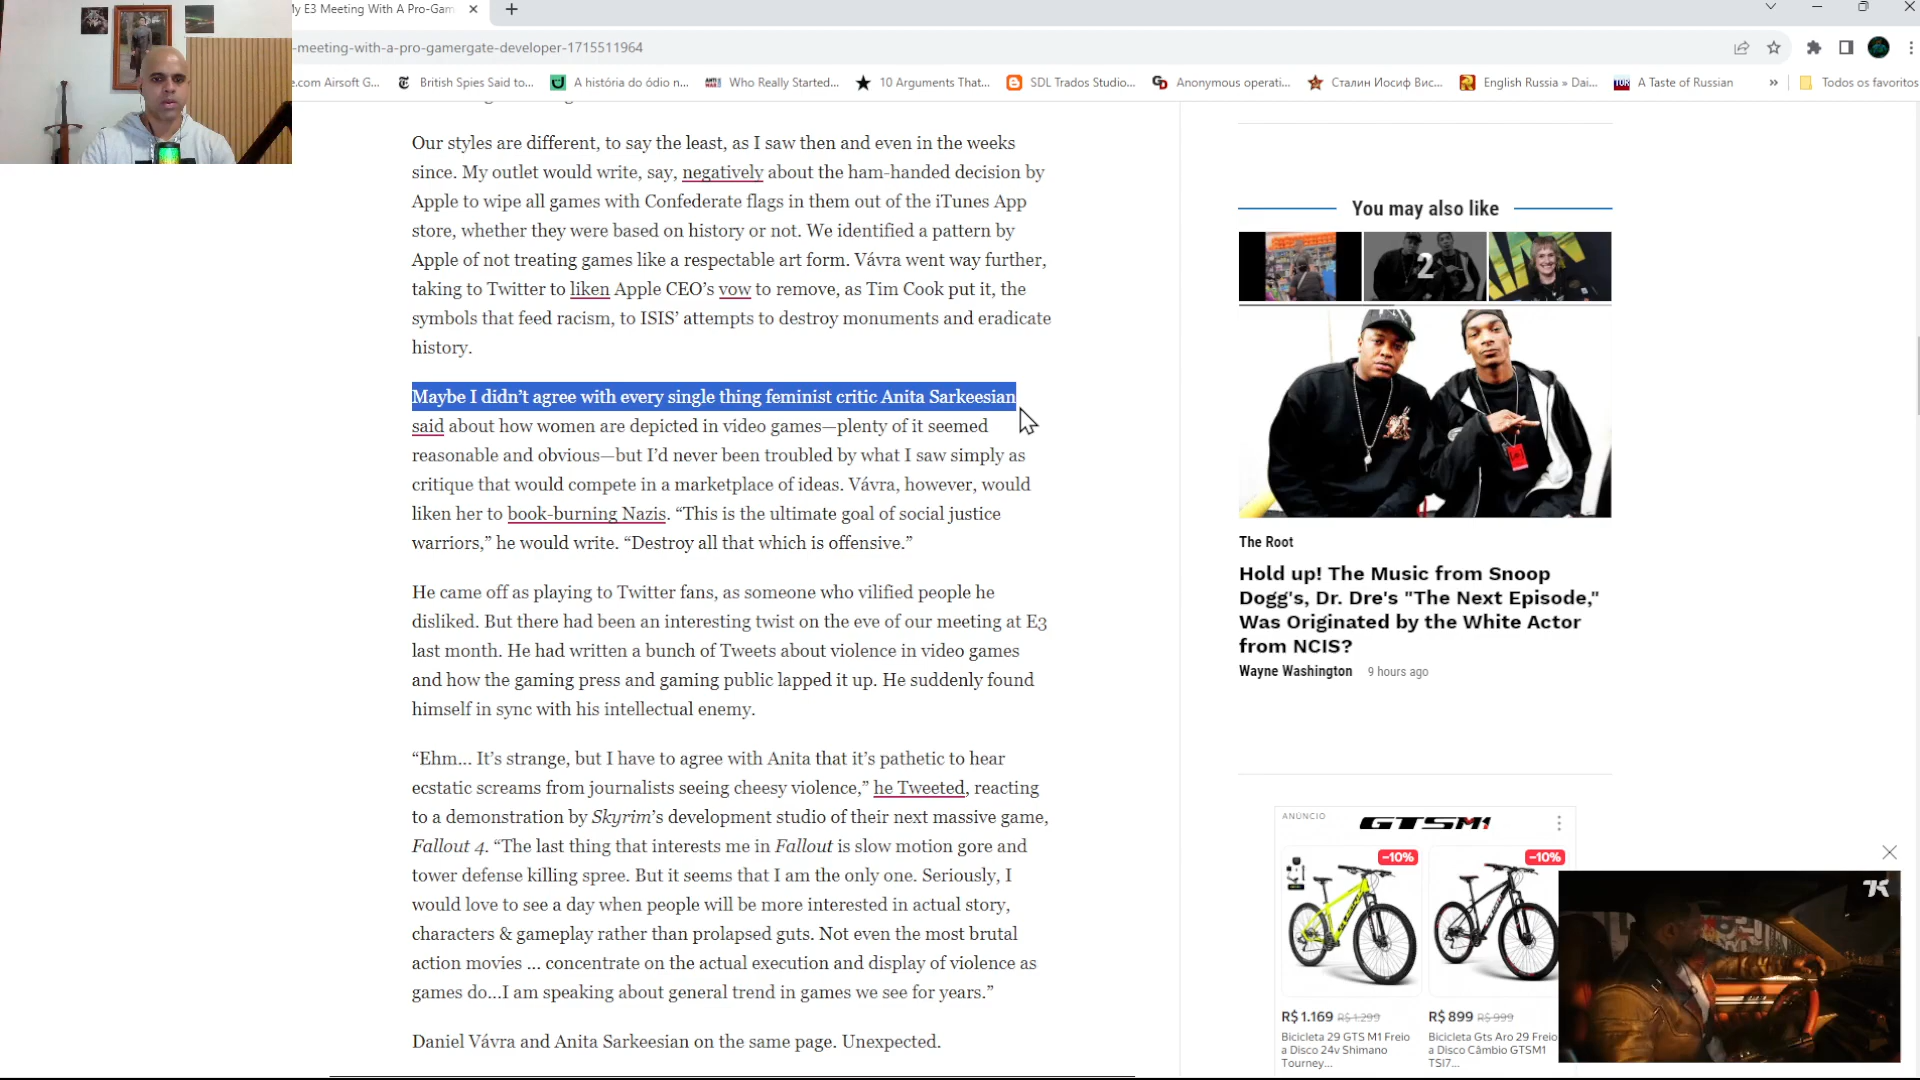 My E3 Meeting With A Pro-Gam
-meeting-with-a-pro-gamergate-developer-1715511964
e.com Airsoft G...
British Spies Said to...
A história do ódio n...
Who Really Started...
10 Arguments That...
SDL Trados Studio...
Anonymous operati...
Сталин Иосиф Вис...
English Russia » Dai...
A Taste of Russian
»
Todos os favoritos
Our styles are different, to say the least, as I saw then and even in the weeks
since. My outlet would write, say, negatively about the ham-handed decision by
Apple to wipe all games with Confederate flags in them out of the iTunes App
store, whether they were based on history or not. We identified a pattern by
Apple of not treating games like a respectable art form. Vávra went way further,
taking to Twitter to liken Apple CEO’s vow to remove, as Tim Cook put it, the
symbols that feed racism, to ISIS’ attempts to destroy monuments and eradicate
history.
Maybe I didn’t agree with every single thing feminist critic Anita Sarkeesian
said about how women are depicted in video games—plenty of it seemed
reasonable and obvious—but I’d never been troubled by what I saw simply as
critique that would compete in a marketplace of ideas. Vávra, however, would
liken her to book-burning Nazis. “This is the ultimate goal of social justice
warriors,” he would write. “Destroy all that which is offensive.”
He came off as playing to Twitter fans, as someone who vilified people he
disliked. But there had been an interesting twist on the eve of our meeting at E3
last month. He had written a bunch of Tweets about violence in video games
and how the gaming press and gaming public lapped it up. He suddenly found
himself in sync with his intellectual enemy.
“Ehm... It’s strange, but I have to agree with Anita that it’s pathetic to hear
ecstatic screams from journalists seeing cheesy violence,” he Tweeted, reacting
to a demonstration by Skyrim’s development studio of their next massive game,
Fallout 4. “The last thing that interests me in Fallout is slow motion gore and
tower defense killing spree. But it seems that I am the only one. Seriously, I
would love to see a day when people will be more interested in actual story,
characters & gameplay rather than prolapsed guts. Not even the most brutal
action movies ... concentrate on the actual execution and display of violence as
games do...I am speaking about general trend in games we see for years.”
Daniel Vávra and Anita Sarkeesian on the same page. Unexpected.
You may also like
2
The Root
Hold up! The Music from Snoop
Dogg's, Dr. Dre's "The Next Episode,"
Was Originated by the White Actor
from NCIS?
Wayne Washington 9 hours ago
ANÚNCIO
GTSM1
-10%
-10%
R$ 1.169 R$ 1.299
Bicicleta 29 GTS M1 Freio
a Disco 24v Shimano
Tourney...
R$ 899 R$ 999
Bicicleta Gts Aro 29 Freio
a Disco Câmbio GTSM1
TSI7...